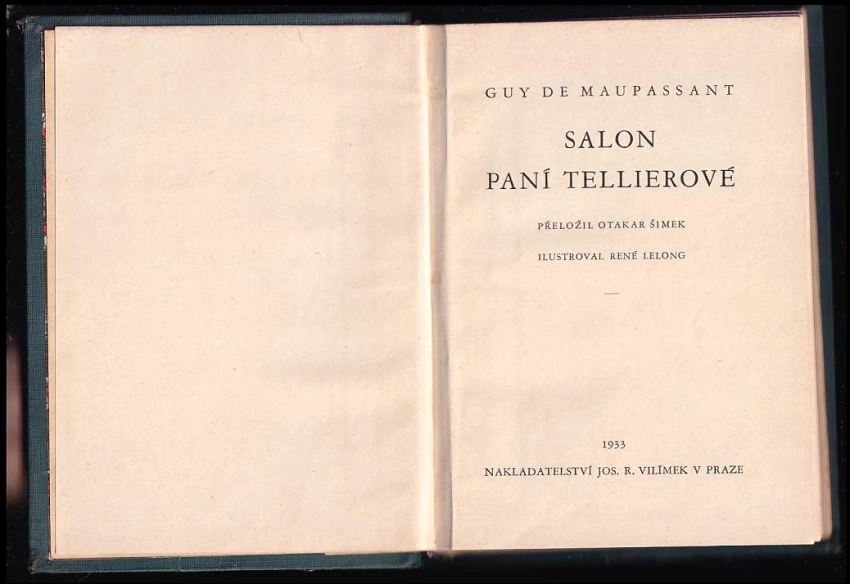 GUY DE MAUPASSANT
SALON
PANÍ TELLIEROVÉ
PŘELOŽIL OTAKAR ŠIMEK
ILUSTROVAL RENÉ LELONG
1933
NAKLADATELSTVÍ JOS. R. VILÍMEK V PRAZE